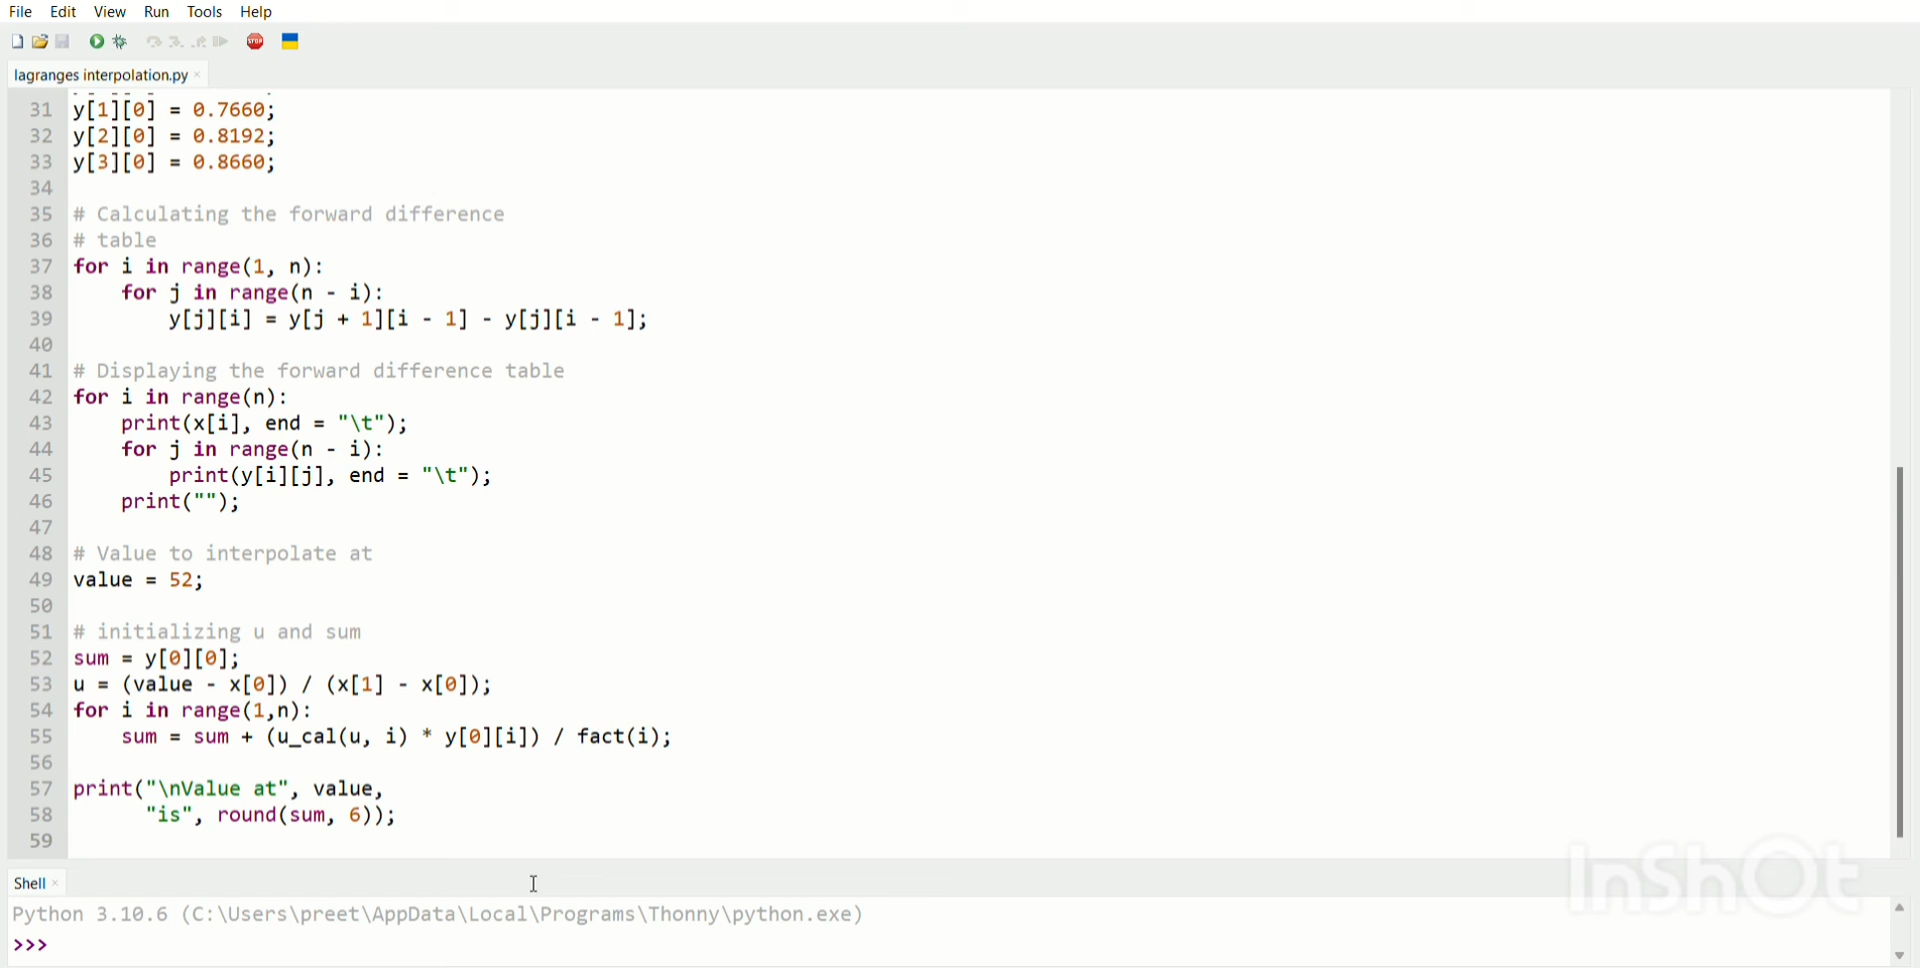 File Edit View Run Tools Help
STOP
lagranges interpolation.py ×
31 y[1][0] = 0.7660;
32 y[2][0] = 0.8192;
33 y[3][0] = 0.8660;
34
35 # Calculating the forward difference
36 # table
37 for i in range(1, n):
38     for j in range(n - i):
39         y[j][i] = y[j + 1][i - 1] - y[j][i - 1];
40
41 # Displaying the forward difference table
42 for i in range(n):
43     print(x[i], end = "\t");
44     for j in range(n - i):
45         print(y[i][j], end = "\t");
46     print("");
47
48 # Value to interpolate at
49 value = 52;
50
51 # initializing u and sum
52 sum = y[0][0];
53 u = (value - x[0]) / (x[1] - x[0]);
54 for i in range(1,n):
55     sum = sum + (u_cal(u, i) * y[0][i]) / fact(i);
56
57 print("\nValue at", value,
58       "is", round(sum, 6));
59
InShOt
Shell ×
Python 3.10.6 (C:\Users\preet\AppData\Local\Programs\Thonny\python.exe)
>>>